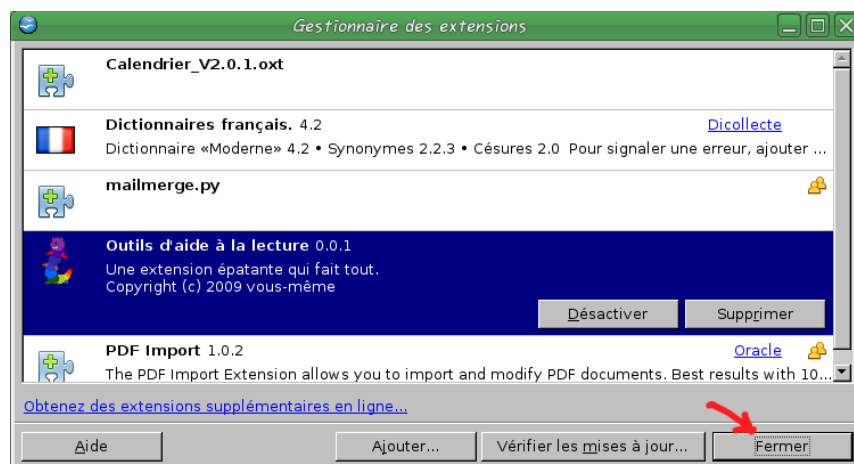 Gestionnaire des extensions
Calendrier_V2.0.1.oxt
Dictionnaires français. 4.2 Dicollecte
Dictionnaire «Moderne» 4.2 • Synonymes 2.2.3 • Césures 2.0 Pour signaler une erreur, ajouter ...
mailmerge.py
Outils d'aide à la lecture 0.0.1
Une extension épatante qui fait tout.
Copyright (c) 2009 vous-même
Désactiver Supprimer
PDF Import 1.0.2 Oracle
The PDF Import Extension allows you to import and modify PDF documents. Best results with 10...
Obtenez des extensions supplémentaires en ligne...
Aide Ajouter... Vérifier les mises à jour... Fermer